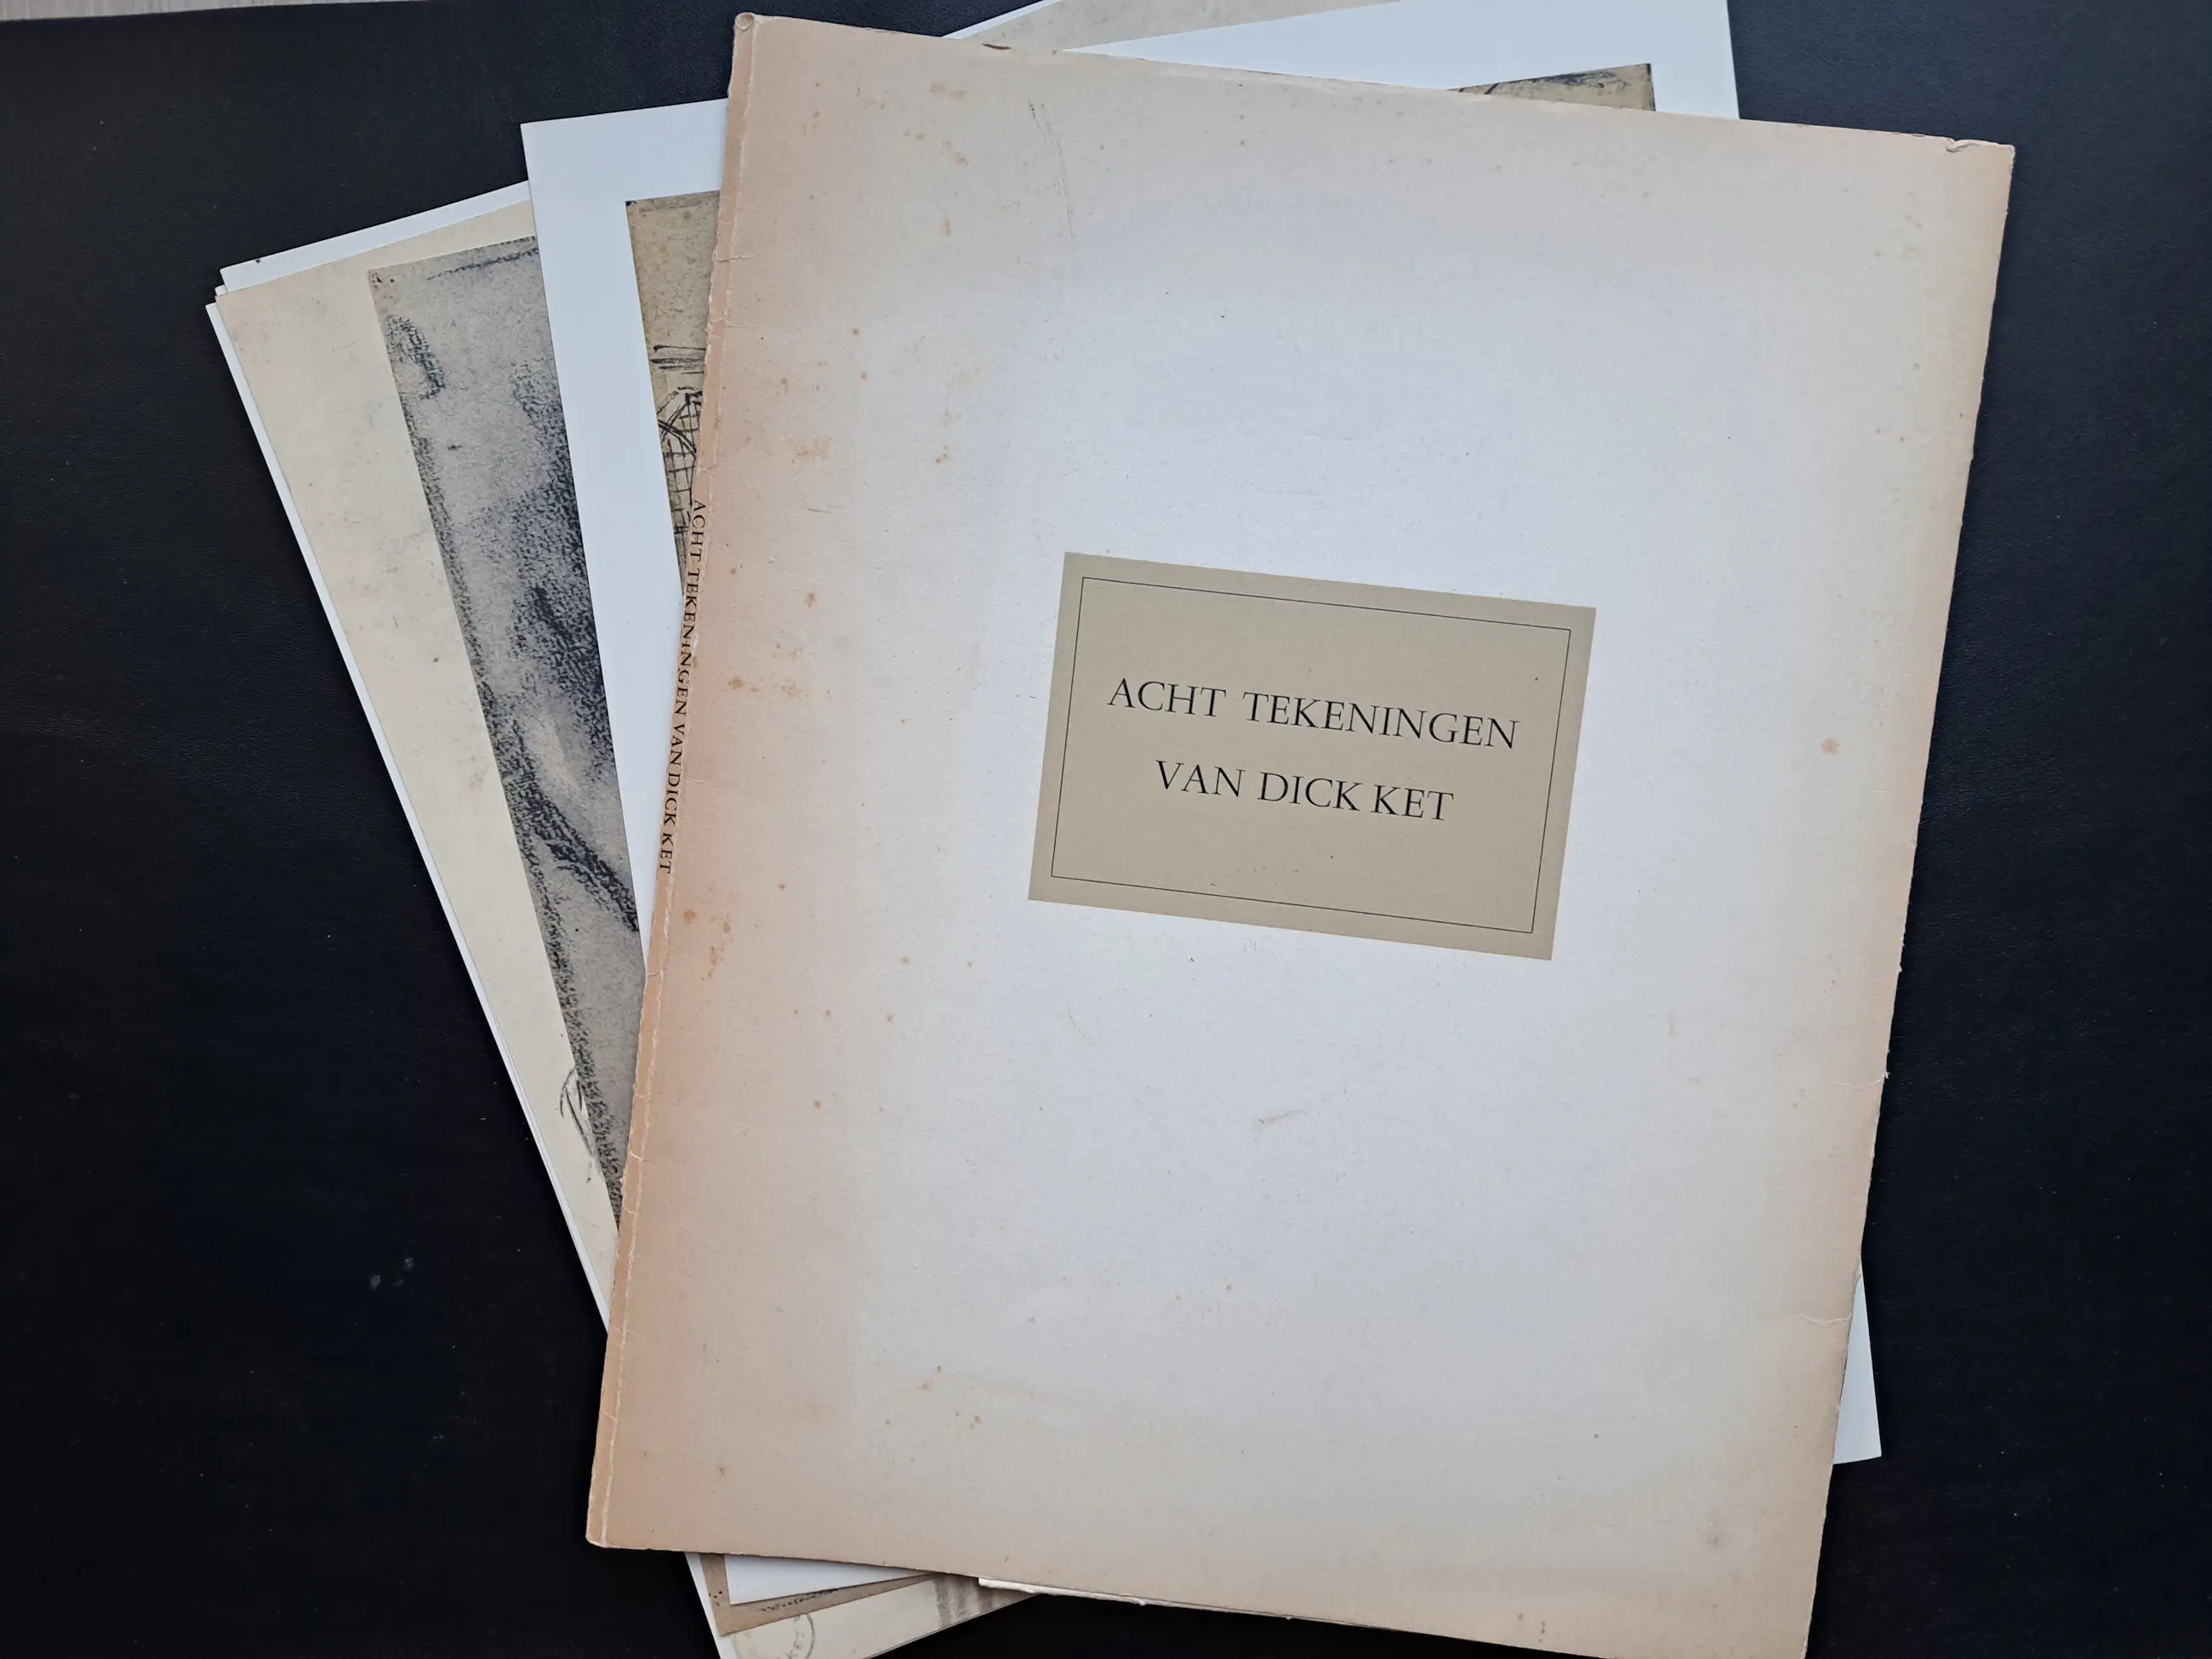 ACHT TEKENINGEN
VAN DICK KET
ACHT TEKENINGEN VAN DICK KET